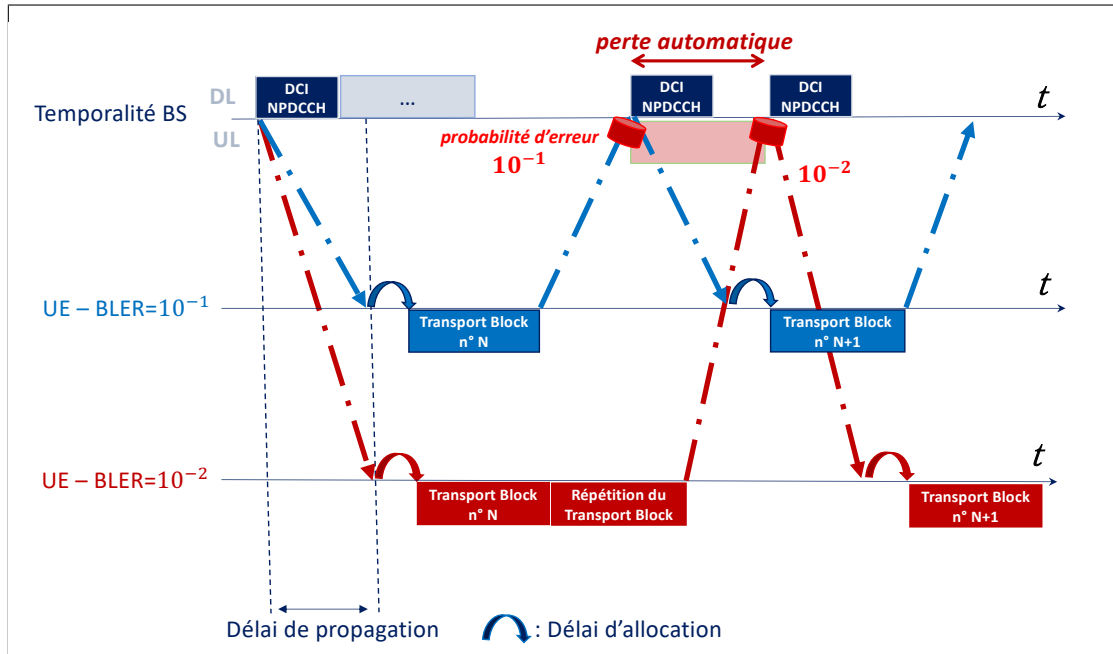 perte automatique
DCI
NPDCCH
...
DCI
NPDCCH
DCI
NPDCCH
t
DL
Temporalité BS
UL
probabilité d'erreur
10⁻¹
10⁻²
t
UE – BLER=10⁻¹
Transport Block
n° N
Transport Block
n° N+1
t
UE – BLER=10⁻²
Transport Block
n° N
Répétition du
Transport Block
Transport Block
n° N+1
Délai de propagation
: Délai d'allocation